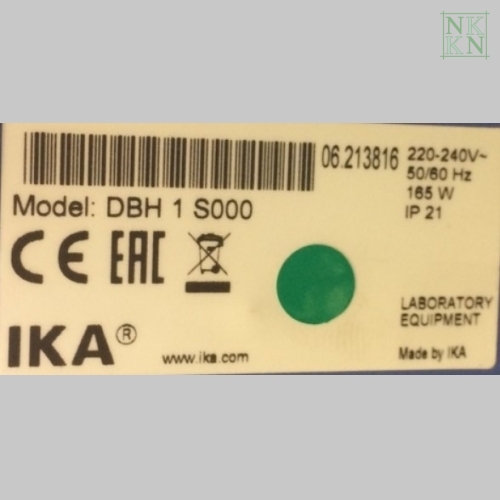 NK
KN
06.213816
220-240V~
50/60 Hz
165 W
IP 21
Model: DBH 1 S000
CE EAC
LABORATORY
EQUIPMENT
IKA®
www.ika.com
Made by IKA